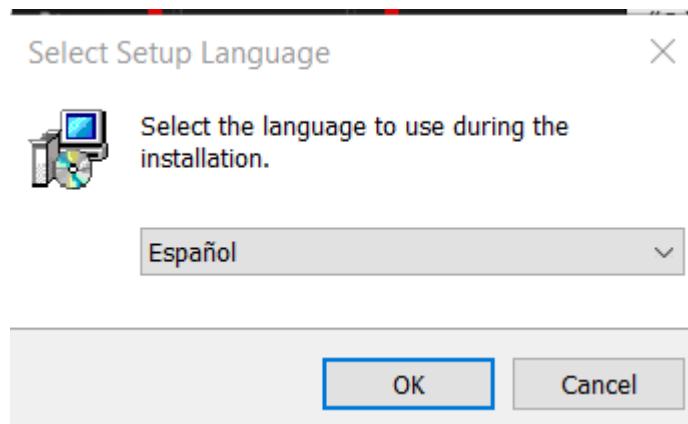 Select Setup Language
Select the language to use during the
installation.
Español
OK
Cancel